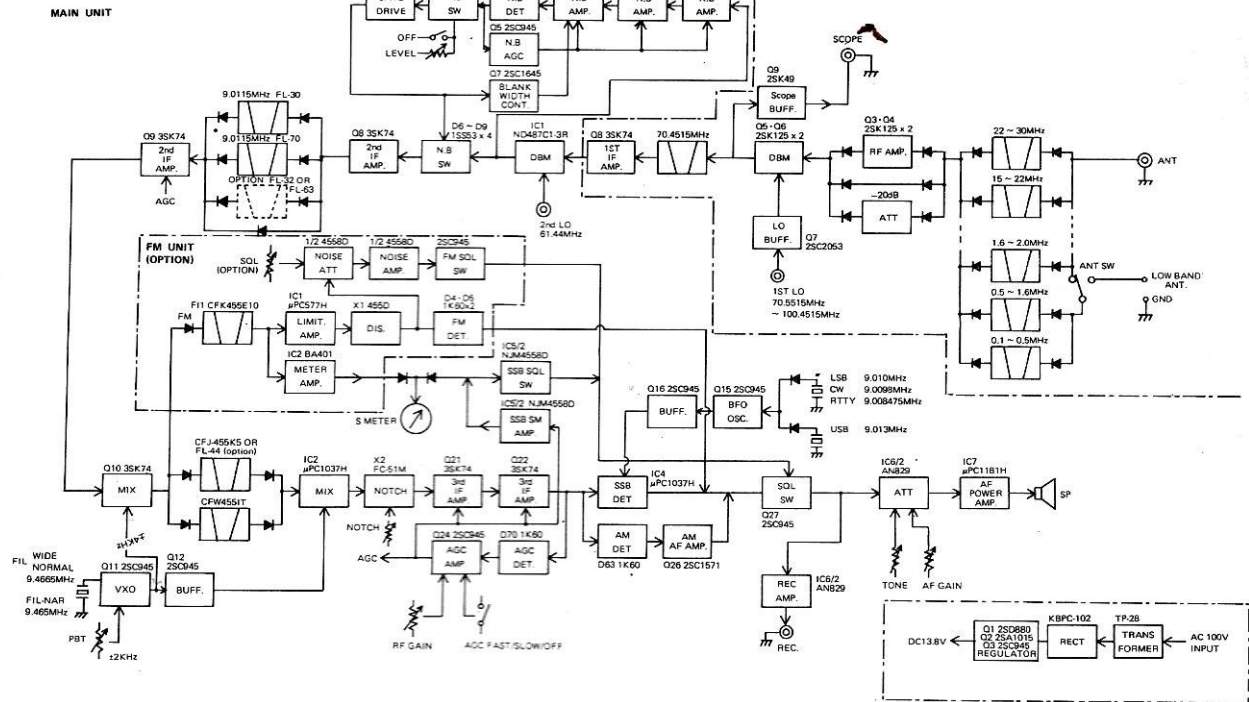 MAIN UNIT
DRIVE
SW
DET
AMP.
AMP.
AMP.
OFF
LEVEL
Q5 2SC945
N.B
AGC
Q7 2SC1645
BLANK
WIDTH
CONT.
SCOPE
Q9
2SK49
Scope
BUFF.
9.0115MHz FL-30
9.0115MHz FL-70
OPTION FL-32 OR
FL-63
Q9 3SK74
2nd
IF
AMP.
AGC
Q8 3SK74
2nd
IF
AMP.
D6 ~ D9
1SS53 x 4
N.B
SW
IC1
ND487C1-3R
DBM
2nd LO
61.44MHz
Q8 3SK74
1ST
IF
AMP.
70.4515MHz
Q5 · Q6
2SK125 x 2
DBM
LO
BUFF.
Q7
2SC2053
1ST LO
70.5515MHz
~ 100.4515MHz
Q3 · Q4
2SK125 x 2
RF AMP.
-20dB
ATT
22 ~ 30MHz
15 ~ 22MHz
1.6 ~ 2.0MHz
0.5 ~ 1.6MHz
0.1 ~ 0.5MHz
ANT
ANT SW
LOW BAND
ANT.
GND
FM UNIT
(OPTION)
SQL
(OPTION)
1/2 4558D
NOISE
ATT
1/2 4558D
NOISE
AMP.
2SC945
FM SQL
SW
FM
FI1 CFK455E10
IC1
μPC577H
LIMIT.
AMP.
X1 455D
DIS.
D4 - D5
1K60x2
FM
DET.
IC2 BA401
METER
AMP.
S METER
IC5/2
NJM4558D
SSB SQL
SW
IC5/2 NJM4558D
SSB SM
AMP.
Q16 2SC945
BUFF.
Q15 2SC945
BFO
OSC.
LSB 9.010MHz
CW 9.0098MHz
RTTY 9.008475MHz
USB 9.013MHz
CFJ-455K5 OR
FL-44 (option)
CFW455IT
Q10 3SK74
MIX
IC2
μPC1037H
MIX
X2
FC-51M
NOTCH
NOTCH
Q21
3SK74
3rd
IF
AMP.
Q22
3SK74
3rd
IF
AMP.
IC4
μPC1037H
SSB
DET
SQL
SW
Q27
2SC945
IC6/2
AN829
ATT
IC7
μPC1181H
AF
POWER
AMP.
SP
AM
DET
D63 1K60
AM
AF AMP.
Q26 2SC1571
AGC
Q24 2SC945
AGC
AMP
D70 1K60
AGC
DET.
±4KHz
FIL WIDE
NORMAL
9.4665MHz
FIL-NAR
9.465MHz
Q11 2SC945
VXO
Q12
2SC945
BUFF.
PBT
±2KHz
RF GAIN
AGC FAST/SLOW/OFF
REC
AMP.
IC6/2
AN829
REC.
TONE
AF GAIN
DC13.8V
Q1 2SD880
Q2 2SA1015
Q3 2SC945
REGULATOR
KBPC-102
RECT
TP-28
TRANS
FORMER
AC 100V
INPUT